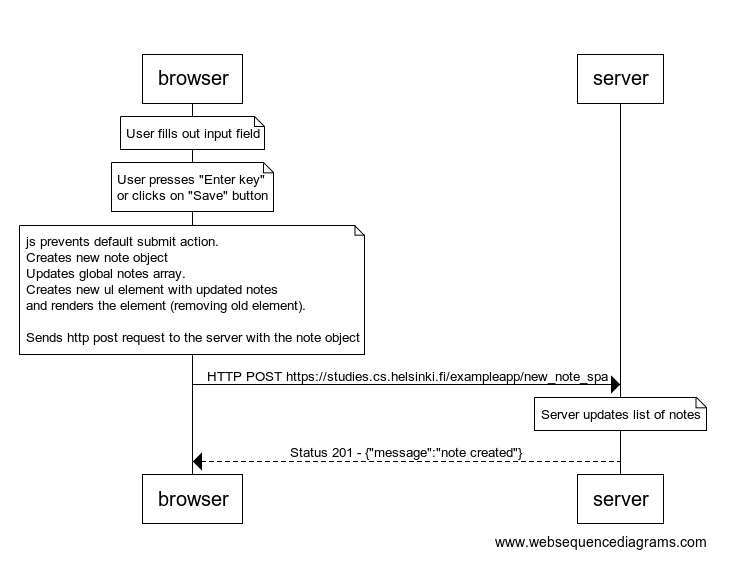 browser
server
User fills out input field
User presses "Enter key"
or clicks on "Save" button
js prevents default submit action.
Creates new note object
Updates global notes array.
Creates new ul element with updated notes
and renders the element (removing old element).
Sends http post request to the server with the note object
HTTP POST https://studies.cs.helsinki.fi/exampleapp/new_note_spa
Server updates list of notes
Status 201 - {"message":"note created"}
browser
server
www.websequencediagrams.com